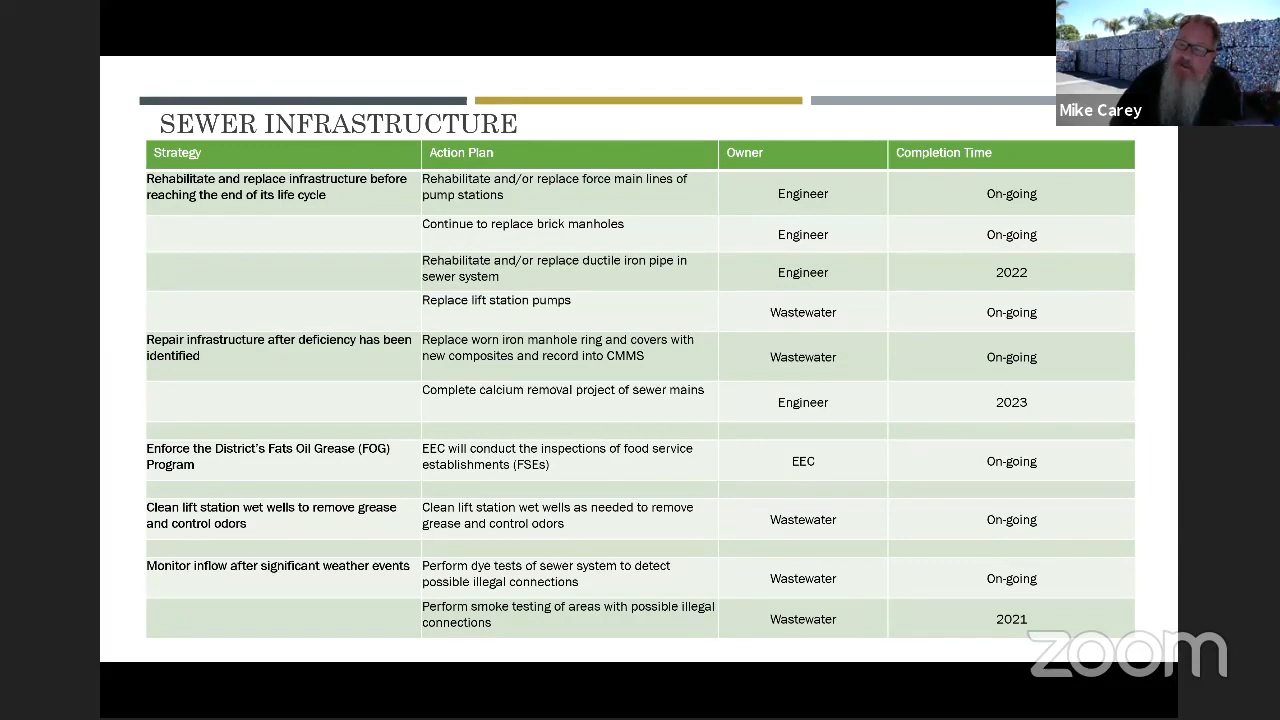 Mike Carey
SEWER INFRASTRUCTURE
Strategy
Action Plan
Owner
Completion Time
Rehabilitate and replace infrastructure before
reaching the end of its life cycle
Rehabilitate and/or replace force main lines of
pump stations
Engineer
On-going
Continue to replace brick manholes
Engineer
On-going
Rehabilitate and/or replace ductile iron pipe in
sewer system
Engineer
2022
Replace lift station pumps
Wastewater
On-going
Repair infrastructure after deficiency has been
identified
Replace worn iron manhole ring and covers with
new composites and record into CMMS
Wastewater
On-going
Complete calcium removal project of sewer mains
Engineer
2023
Enforce the District's Fats Oil Grease (FOG)
Program
EEC will conduct the inspections of food service
establishments (FSEs)
EEC
On-going
Clean lift station wet wells to remove grease
and control odors
Clean lift station wet wells as needed to remove
grease and control odors
Wastewater
On-going
Monitor inflow after significant weather events
Perform dye tests of sewer system to detect
possible illegal connections
Wastewater
On-going
Perform smoke testing of areas with possible illegal
connections
Wastewater
2021
zoom